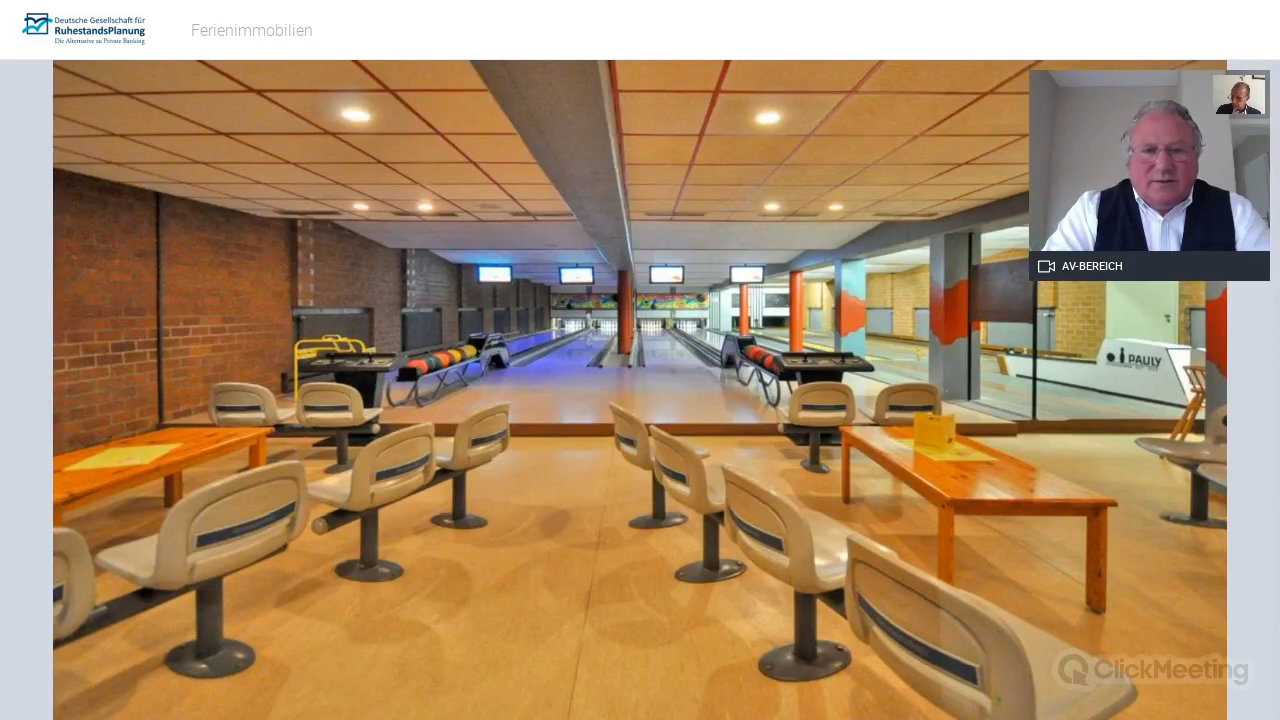 Deutsche Gesellschaft für
RuhestandsPlanung
Die Alternative zu Private Banking
Ferienimmobilien
AV-BEREICH
PAULY
ClickMeeting